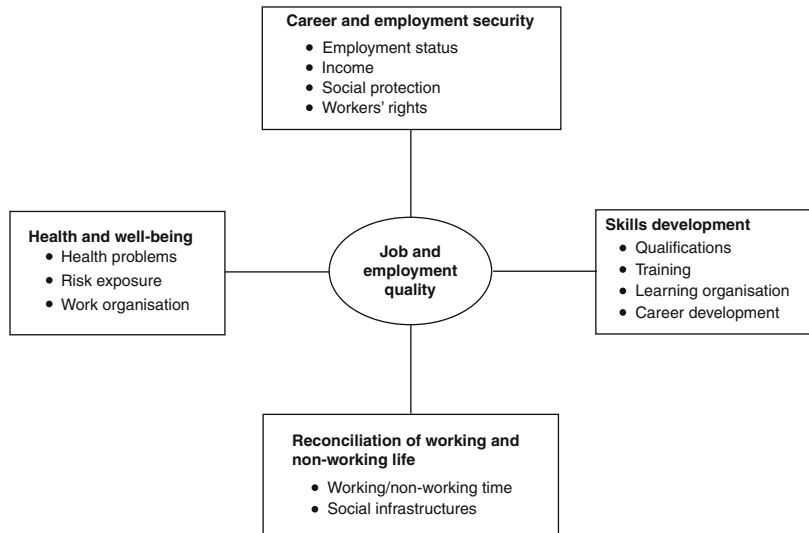 Career and employment security
• Employment status
• Income
• Social protection
• Workers' rights
Health and well-being
• Health problems
• Risk exposure
• Work organisation
Job and
employment
quality
Skills development
• Qualifications
• Training
• Learning organisation
• Career development
Reconciliation of working and
non-working life
• Working/non-working time
• Social infrastructures